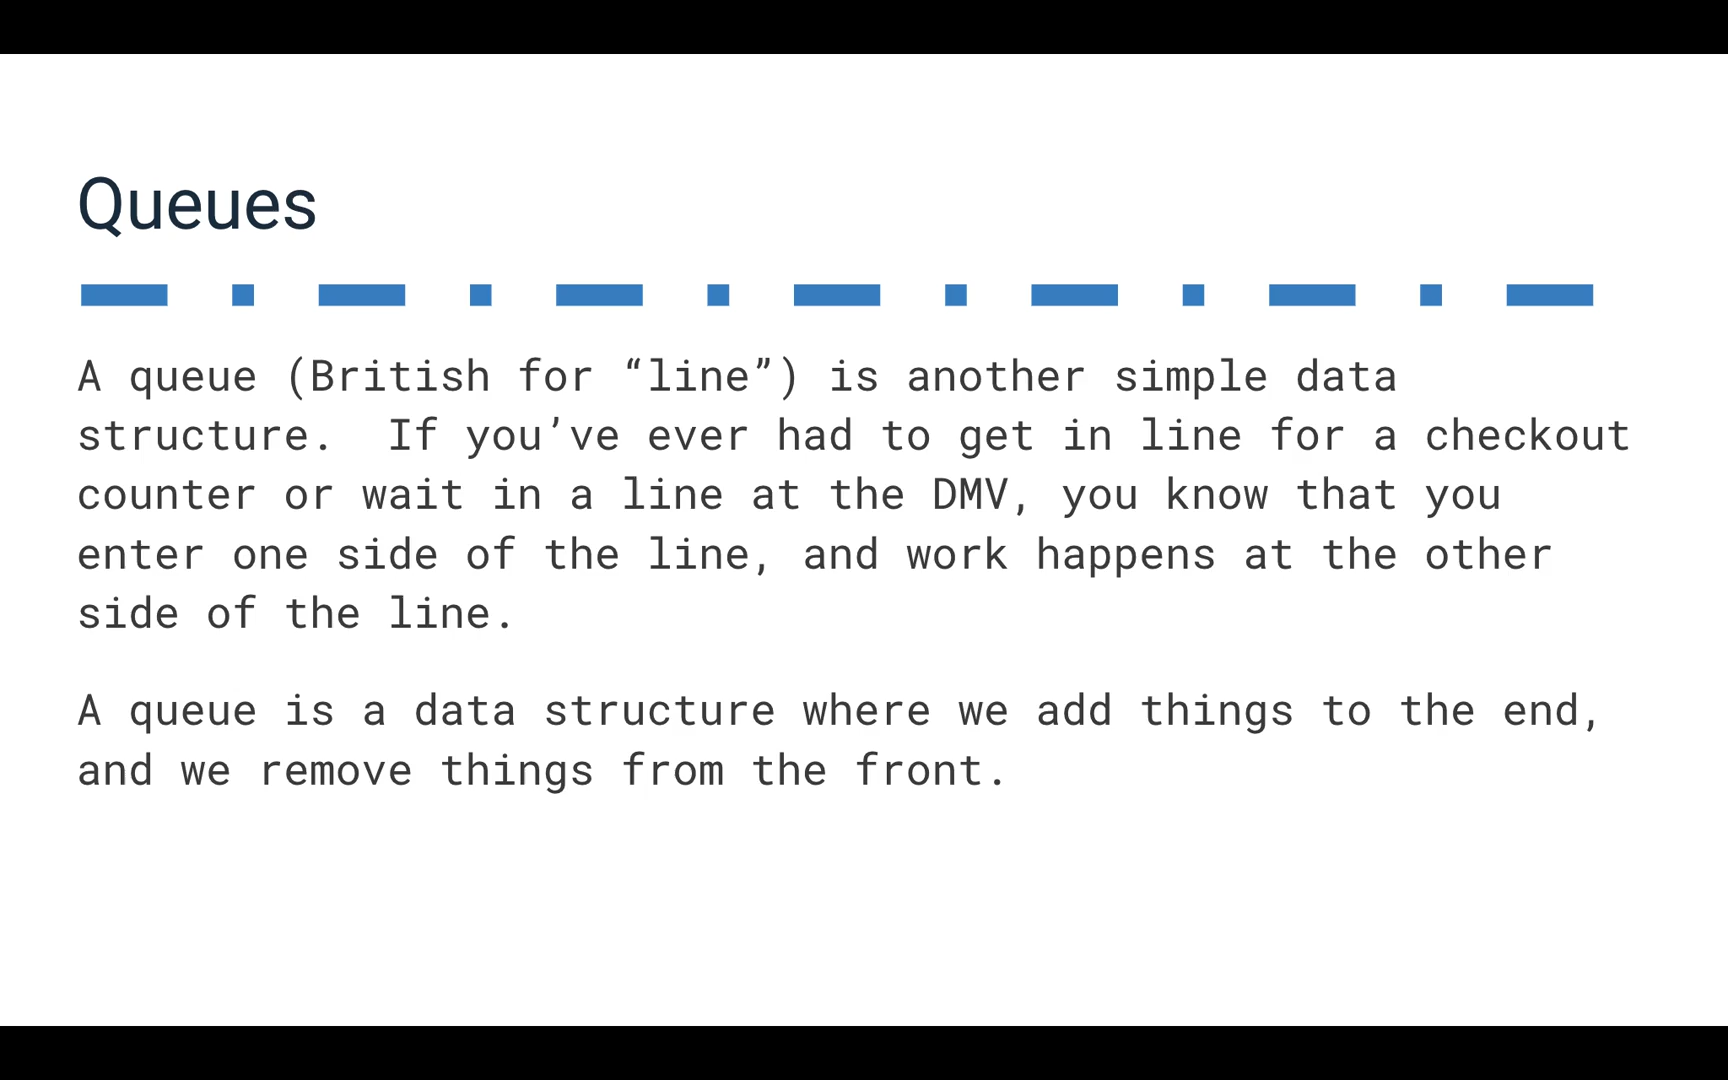 Queues
A queue (British for “line”) is another simple data
structure.  If you’ve ever had to get in line for a checkout
counter or wait in a line at the DMV, you know that you
enter one side of the line, and work happens at the other
side of the line.
A queue is a data structure where we add things to the end,
and we remove things from the front.